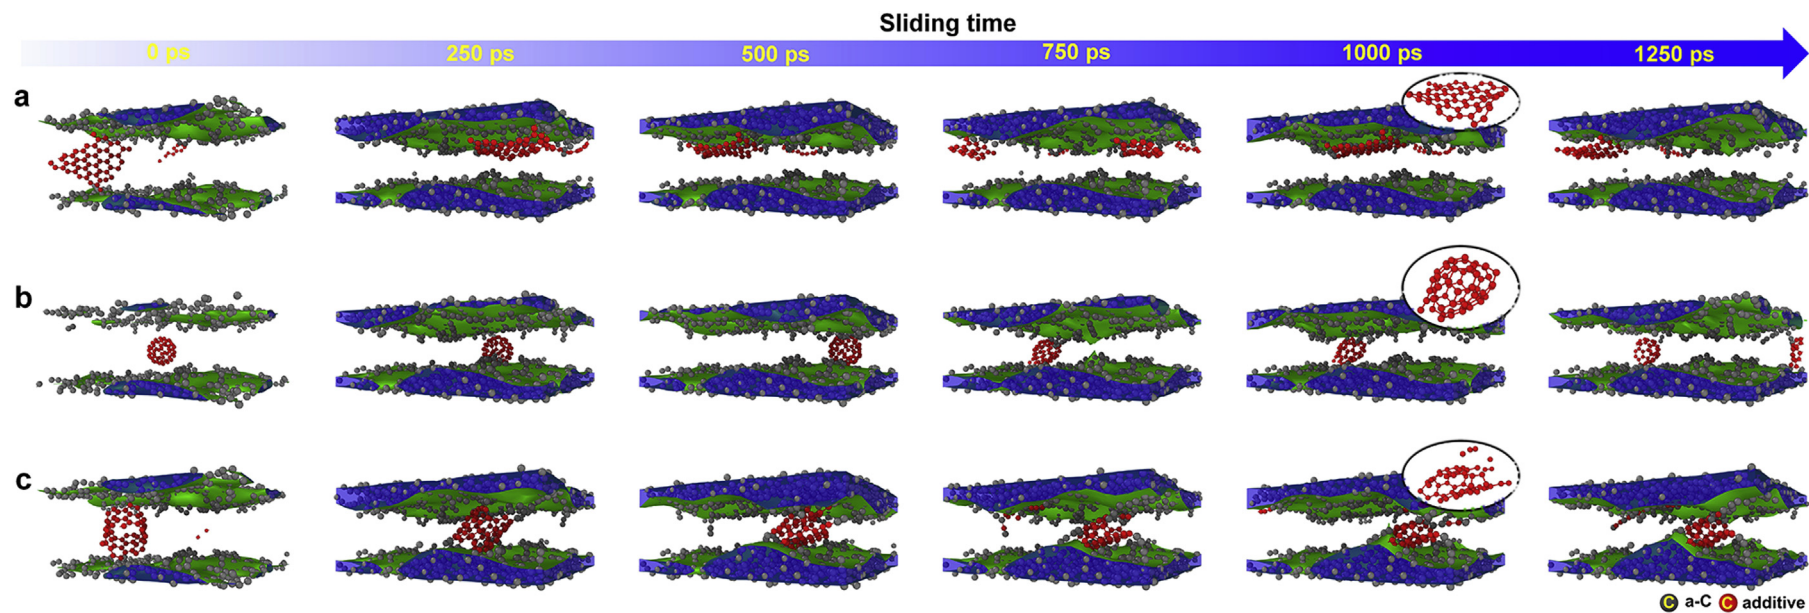 Sliding time
0 ps 250 ps 500 ps 750 ps 1000 ps 1250 ps
a
b
c
C a-C C additive